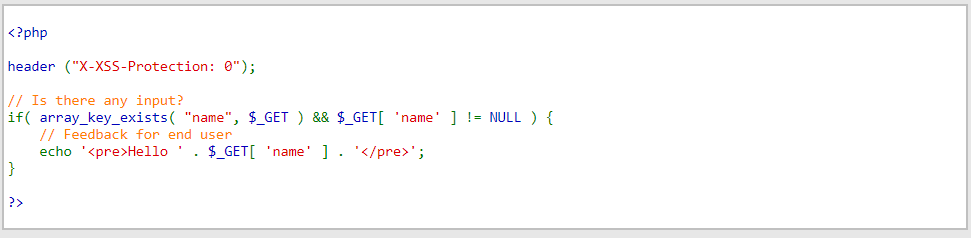 <?php
header ("X-XSS-Protection: 0");
// Is there any input?
if( array_key_exists( "name", $_GET ) && $_GET[ 'name' ] != NULL ) {
    // Feedback for end user
    echo '<pre>Hello ' . $_GET[ 'name' ] . '</pre>';
}
?>